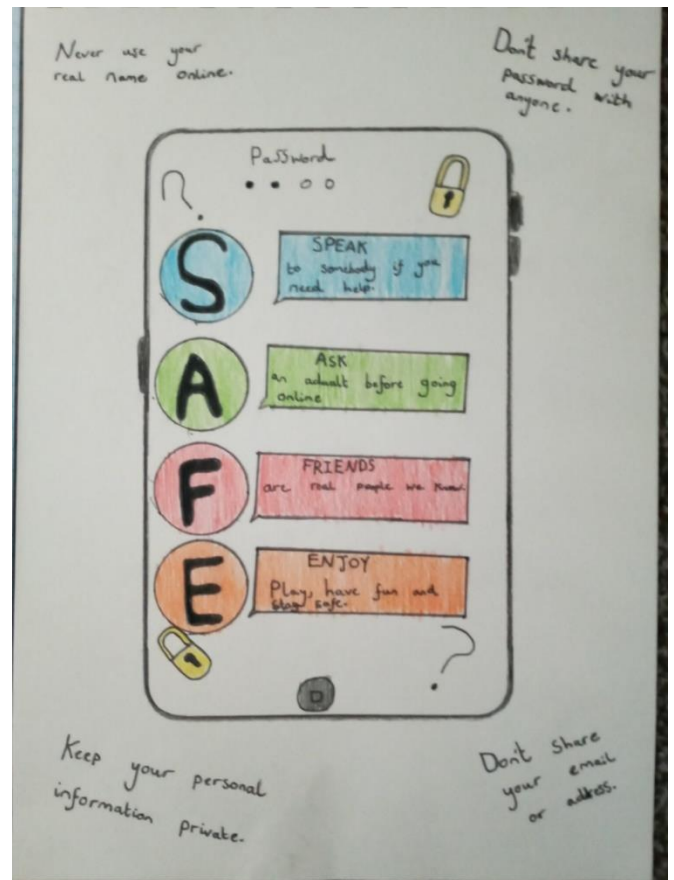 Never use your
real name online.
Don't share your
password with
anyone.
Password
S
SPEAK
to somebody if you
need help.
A
ASK
an adualt before going
online
F
FRIENDS
are real people we know
E
ENJOY
Play, have fun and
stay safe.
Keep your personal
information private.
Don't share
your email
or address.